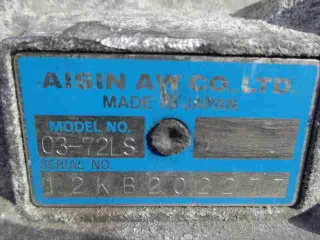 AISIN AW CO., LTD.
MADE IN JAPAN
MODEL NO.
03-72LS
SERIAL NO.
12KB202277